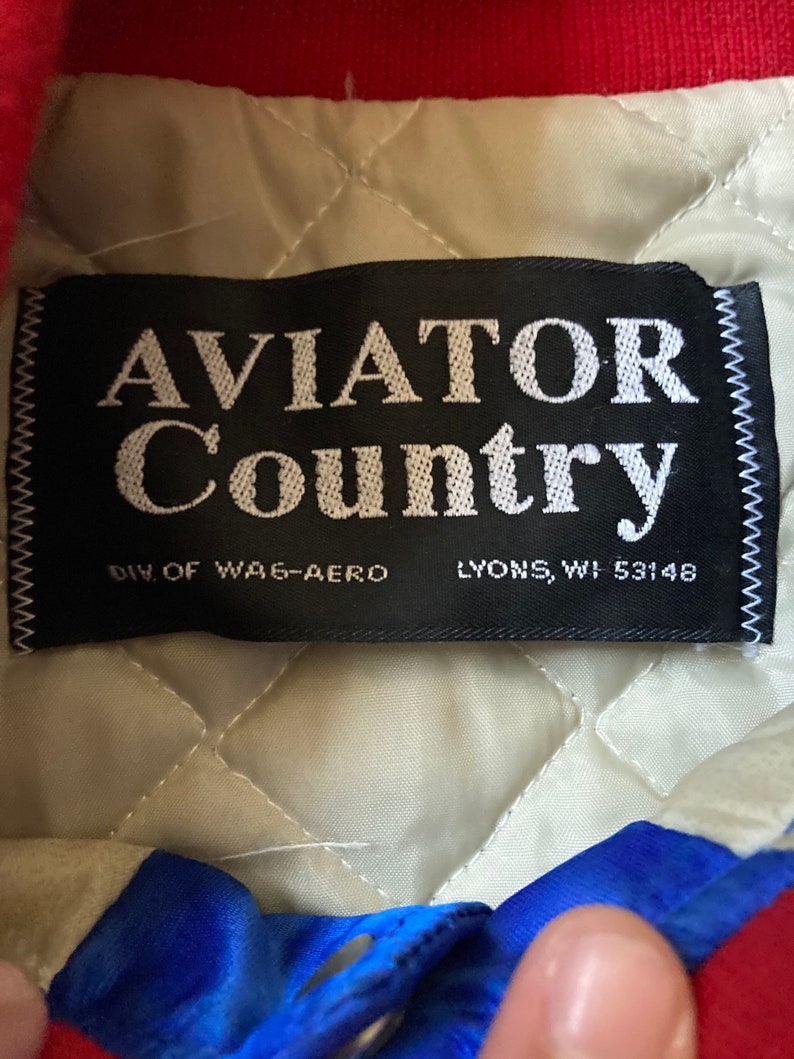 AVIATOR
Country
DIV. OF WAG-AERO LYONS, WI 53148